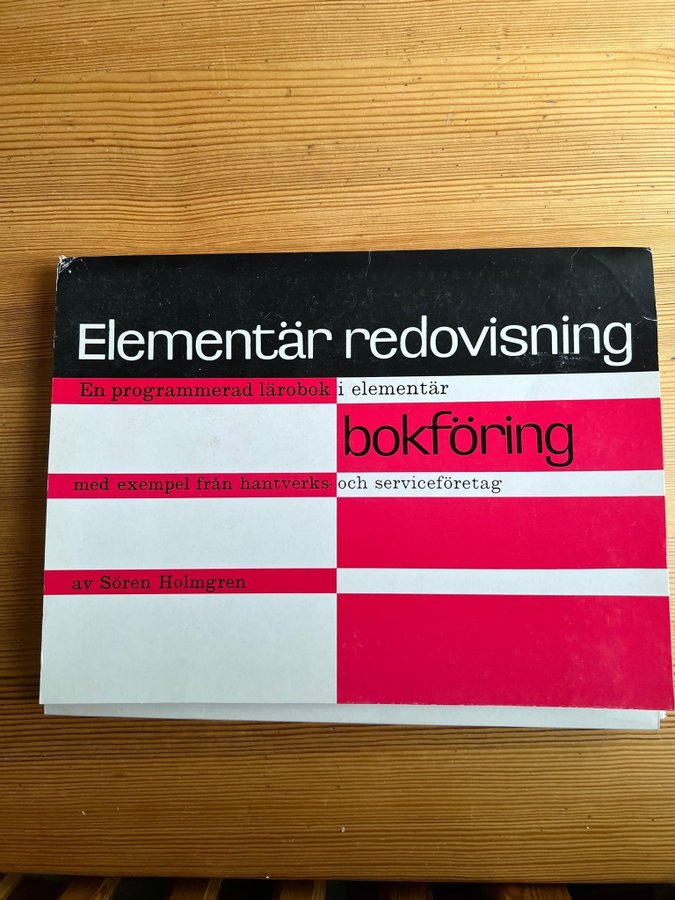 Elementär redovisning
En programmerad lärobok i elementär
bokföring
med exempel från hantverks- och serviceföretag
av Sören Holmgren